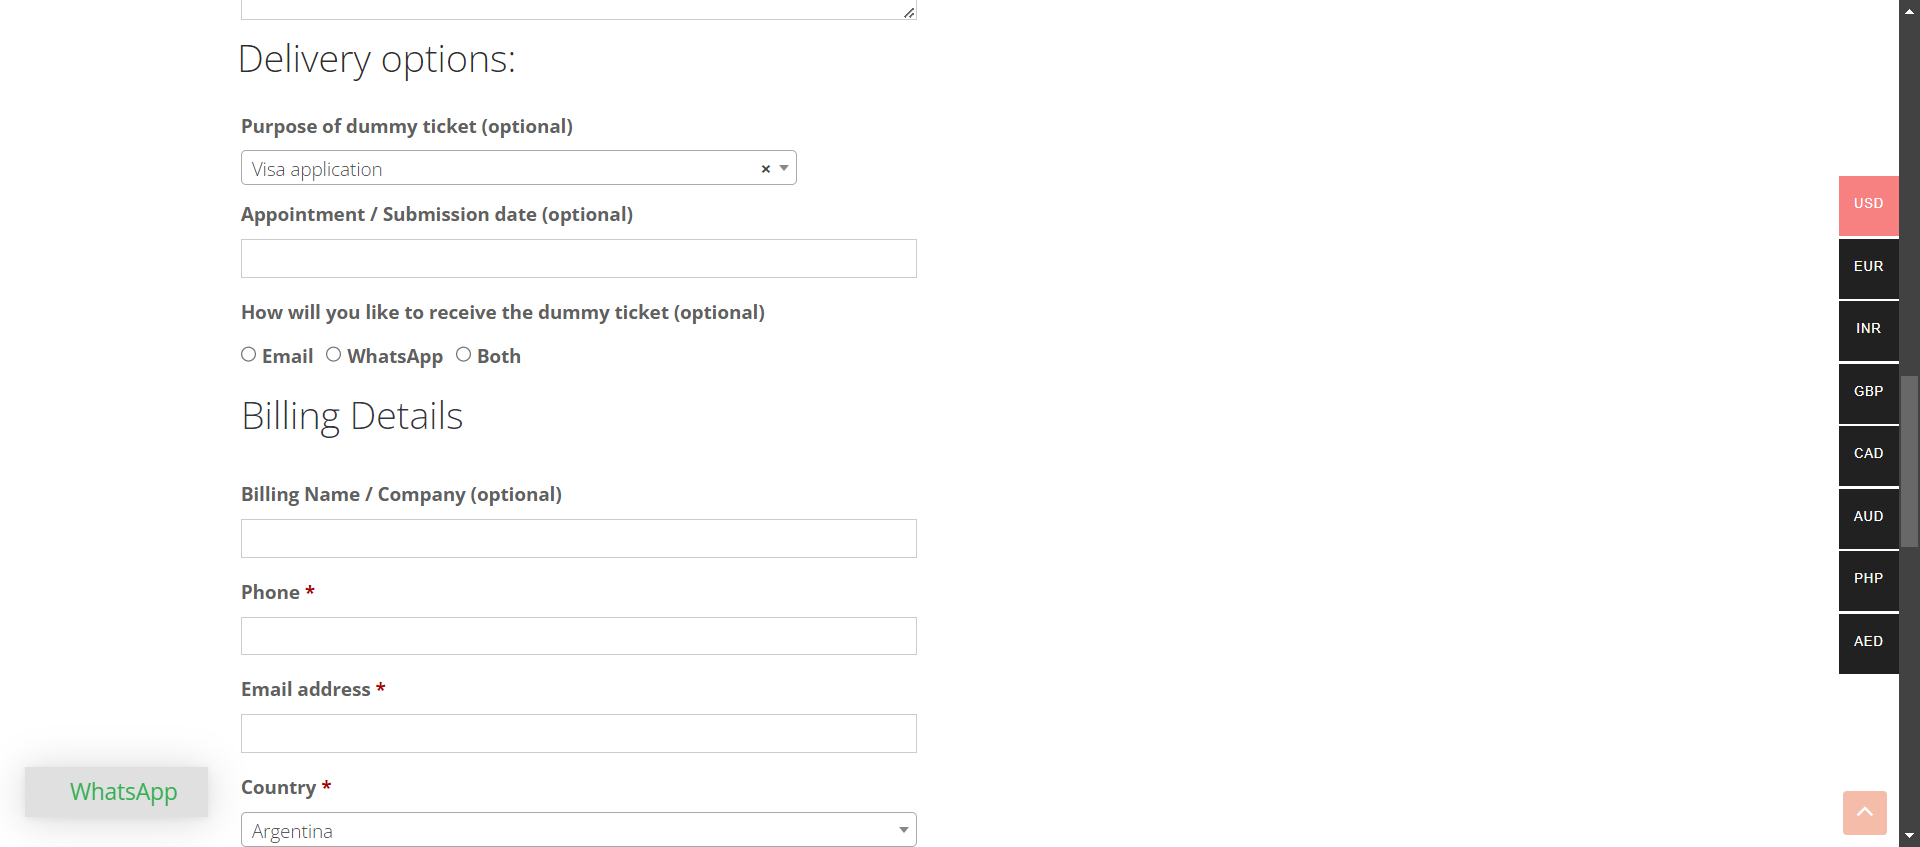 Delivery options:
Purpose of dummy ticket (optional)
Visa application
×
Appointment / Submission date (optional)
How will you like to receive the dummy ticket (optional)
Email WhatsApp Both
Billing Details
Billing Name / Company (optional)
Phone *
Email address *
Country *
Argentina
WhatsApp
USD
EUR
INR
GBP
CAD
AUD
PHP
AED